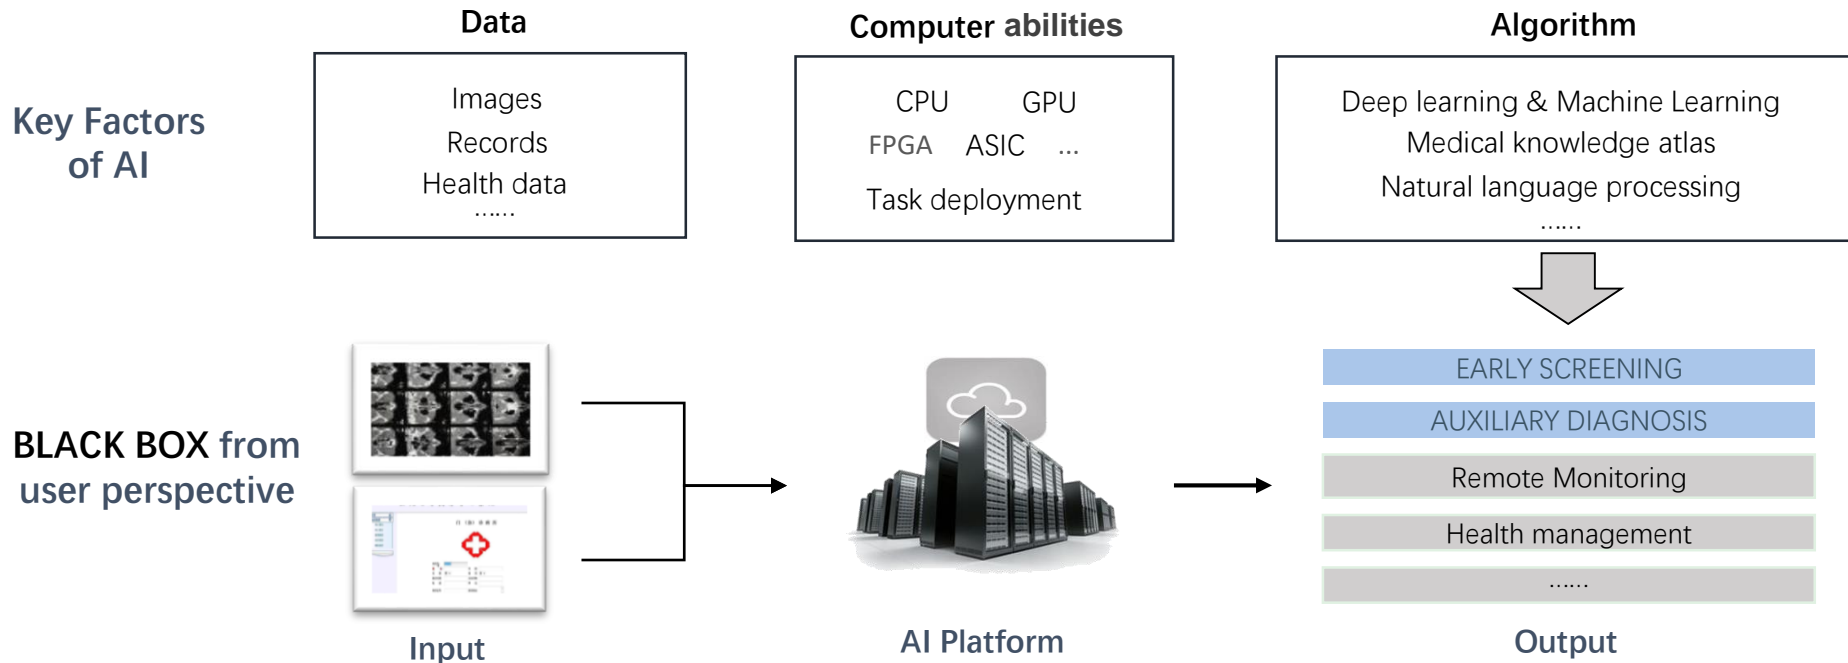 Data
Computer abilities
Algorithm
Key Factors
of AI
Images
Records
Health data
......
CPU GPU
FPGA ASIC ...
Task deployment
Deep learning & Machine Learning
Medical knowledge atlas
Natural language processing
......
BLACK BOX from
user perspective
EARLY SCREENING
AUXILIARY DIAGNOSIS
Remote Monitoring
Health management
......
Input
AI Platform
Output